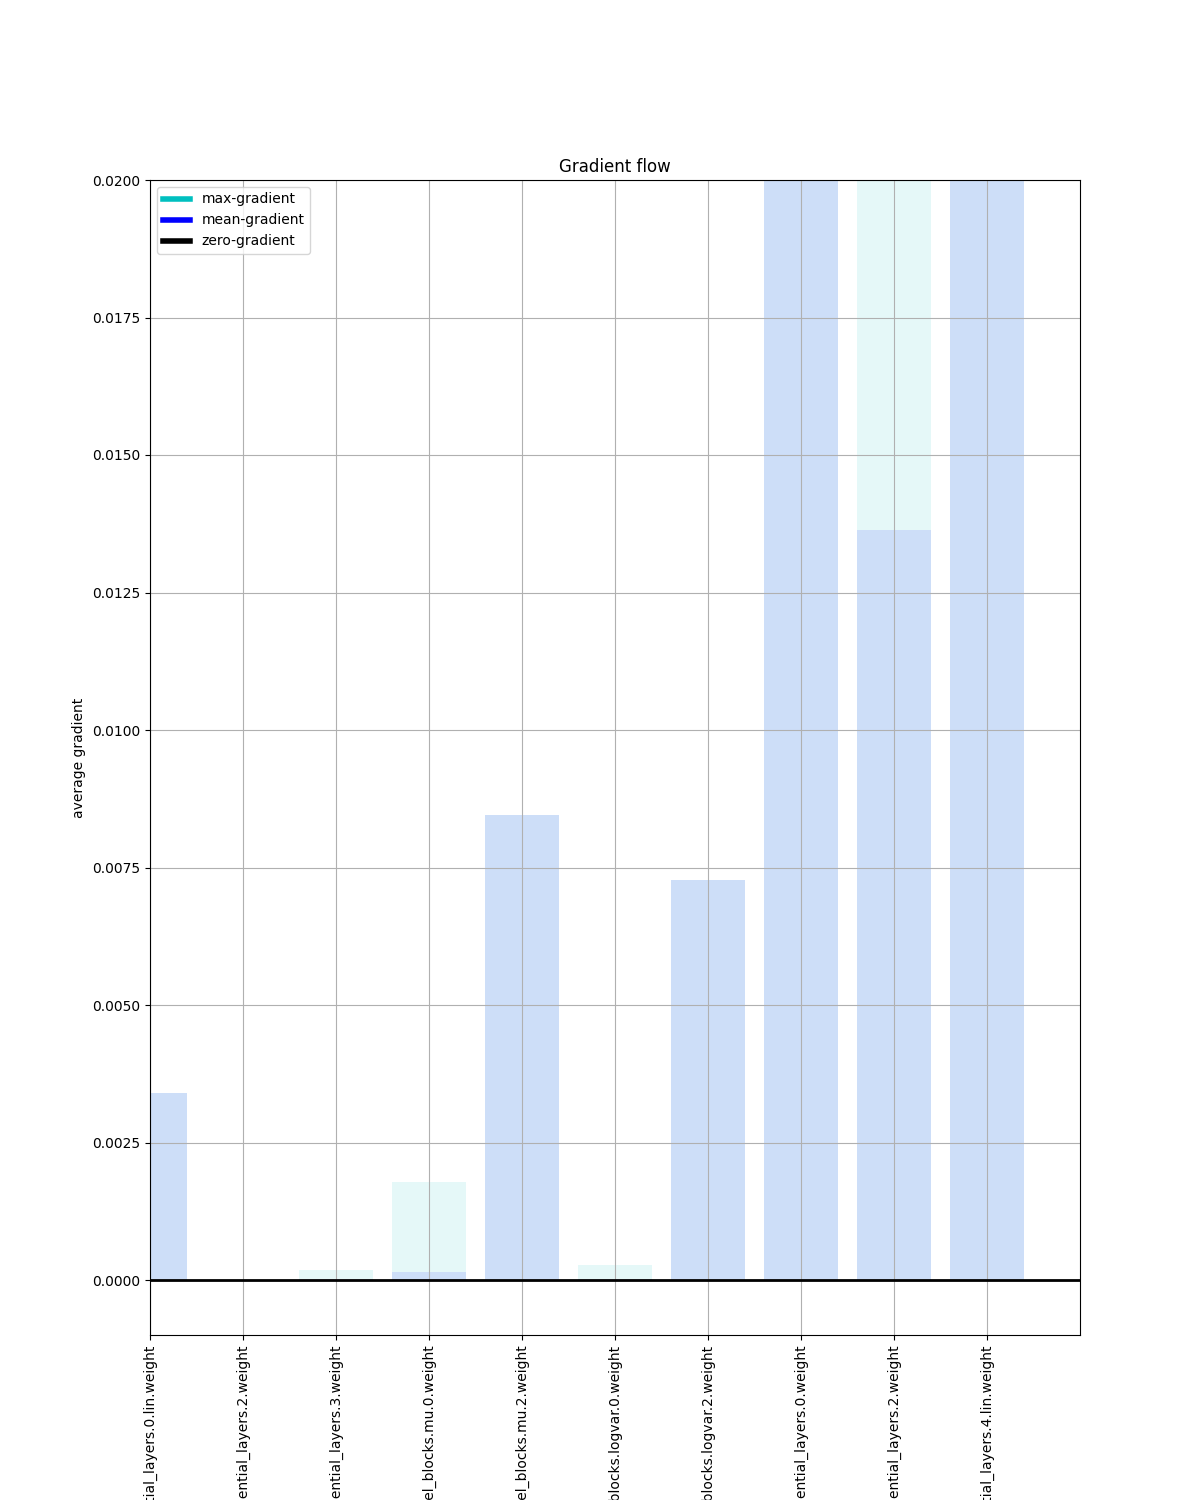 Gradient flow
max-gradient
mean-gradient
zero-gradient
0.0200
0.0175
0.0150
0.0125
0.0100
0.0075
0.0050
0.0025
0.0000
average gradient
tial_layers.0.lin.weight
ential_layers.2.weight
ential_layers.3.weight
el_blocks.mu.0.weight
el_blocks.mu.2.weight
blocks.logvar.0.weight
blocks.logvar.2.weight
ential_layers.0.weight
ential_layers.2.weight
tial_layers.4.lin.weight